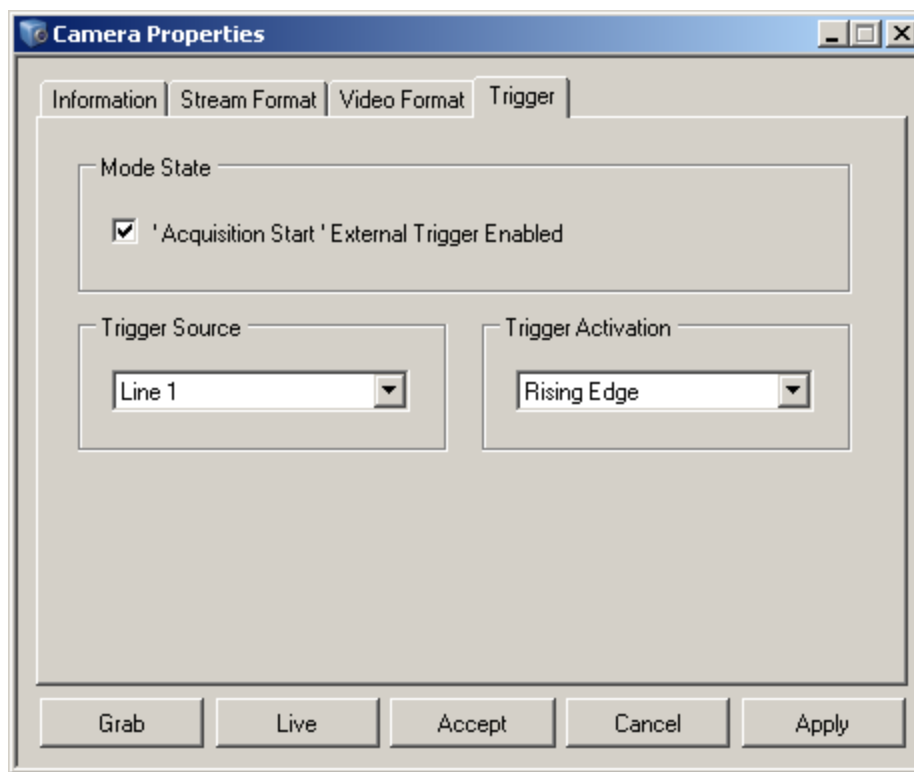 Camera Properties
Information Stream Format Video Format Trigger
Mode State
' Acquisition Start ' External Trigger Enabled
Trigger Source Trigger Activation
Line 1 Rising Edge
Grab Live Accept Cancel Apply